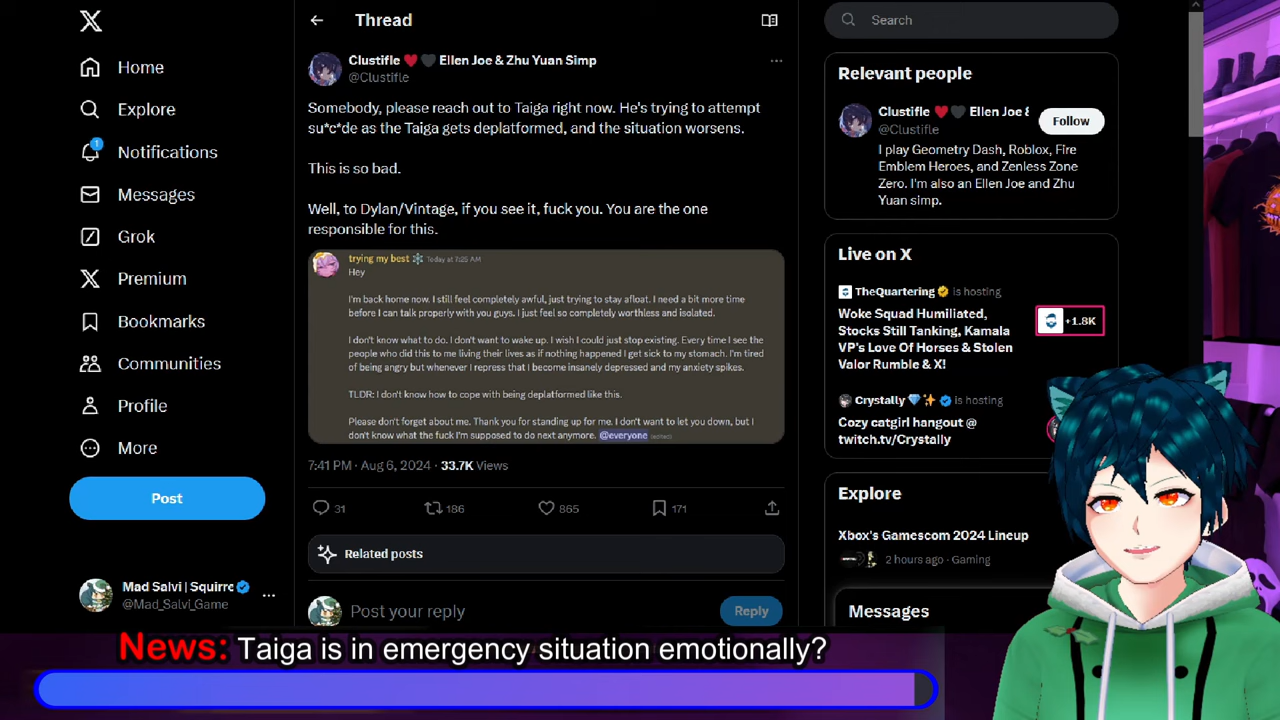 Home
Explore
1
Notifications
Messages
Grok
Premium
Bookmarks
Communities
Profile
More
Post
Mad Salvi | Squirre
@Mad_Salvi_Game
Thread
Clustifle ❤️🖤 Ellen Joe & Zhu Yuan Simp
@Clustifle
Somebody, please reach out to Taiga right now. He's trying to attempt
su*c*de as the Taiga gets deplatformed, and the situation worsens.
This is so bad.
Well, to Dylan/Vintage, if you see it, fuck you. You are the one
responsible for this.
trying my best ❄️ Today at 7:25 AM
Hey
I'm back home now. I still feel completely awful, just trying to stay afloat. I need a bit more time
before I can talk properly with you guys. I just feel so completely worthless and isolated.
I don't know what to do. I don't want to wake up. I wish I could just stop existing. Every time I see the
people who did this to me living their lives as if nothing happened I get sick to my stomach. I'm tired
of being angry but whenever I repress that I become insanely depressed and my anxiety spikes.
TLDR: I don't know how to cope with being deplatformed like this.
Please don't forget about me. Thank you for standing up for me. I don't want to let you down, but I
don't know what the fuck I'm supposed to do next anymore. @everyone (edited)
7:41 PM · Aug 6, 2024 · 33.7K Views
31 186 865 171
Related posts
Post your reply
Reply
Search
Relevant people
Clustifle ❤️🖤 Ellen Joe &
@Clustifle
Follow
I play Geometry Dash, Roblox, FIre
Emblem Heroes, and Zenless Zone
Zero. I'm also an Ellen Joe and Zhu
Yuan simp.
Live on X
TheQuartering is hosting
Woke Squad Humiliated,
Stocks Still Tanking, Kamala
VP's Love Of Horses & Stolen
Valor Rumble & X!
+1.8K
Crystally 💎✨ is hosting
Cozy catgirl hangout @
twitch.tv/Crystally
Explore
Xbox's Gamescom 2024 Lineup
2 hours ago · Gaming
Messages
News: Taiga is in emergency situation emotionally?